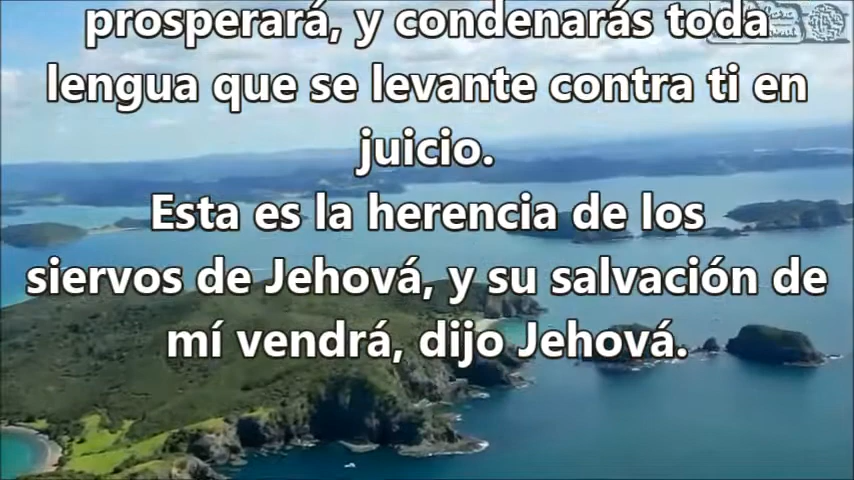 prosperará, y condenarás toda
lengua que se levante contra ti en
juicio.
Esta es la herencia de los
siervos de Jehová, y su salvación de
mí vendrá, dijo Jehová.